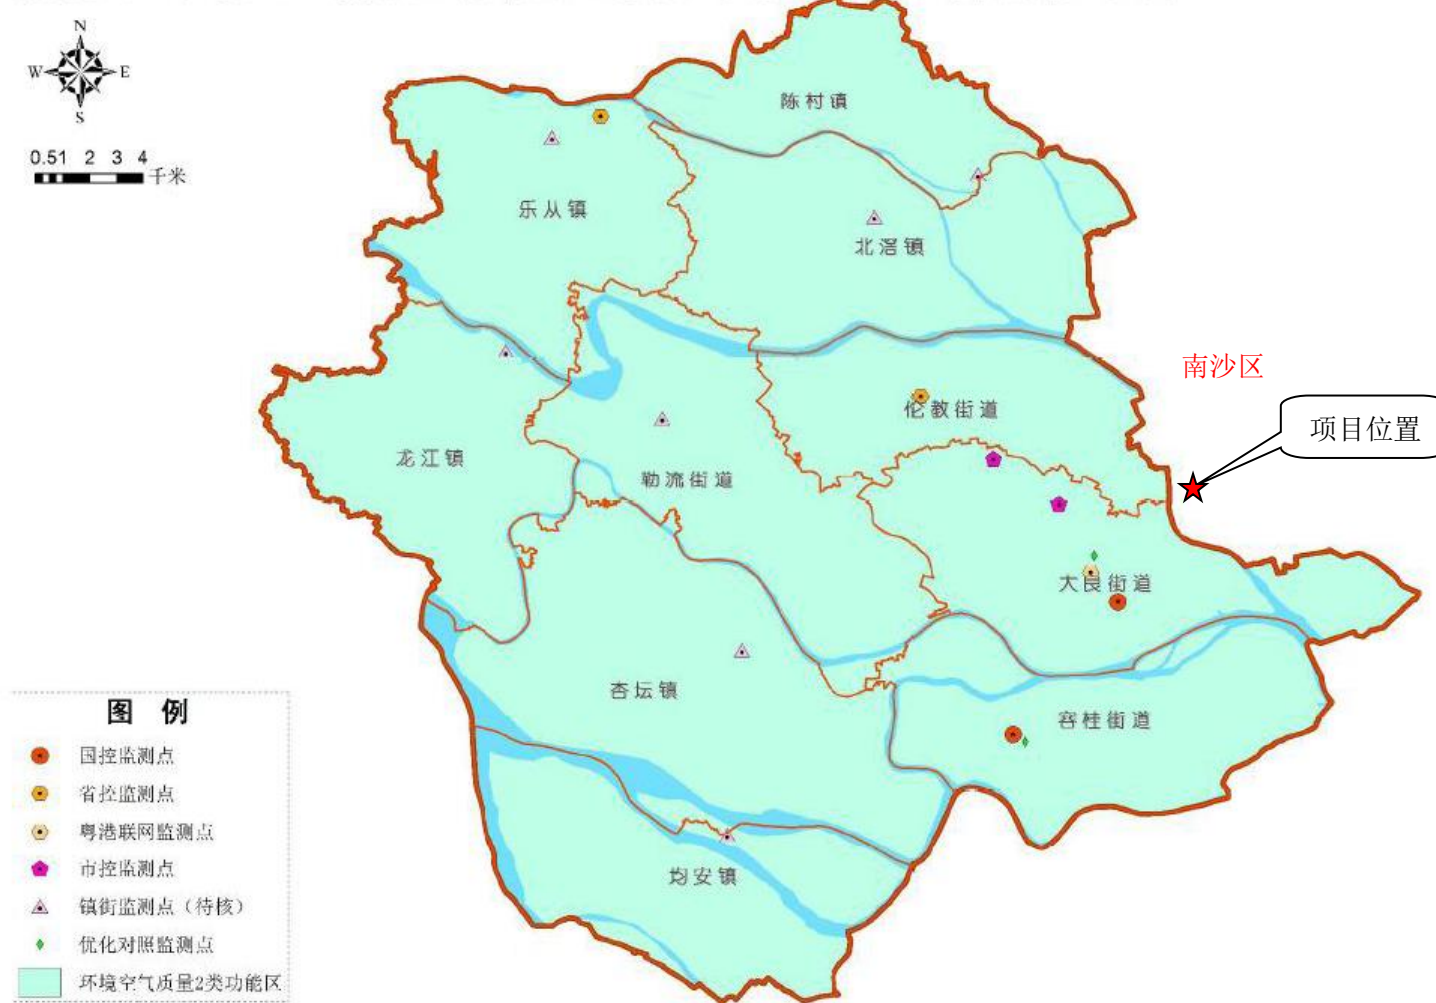 N
W E
S
0.51 2 3 4
千米
陈村镇
乐从镇
北滘镇
南沙区
项目位置
伦教街道
龙江镇
勒流街道
大良街道
杏坛镇
容桂街道
均安镇
图 例
国控监测点
省控监测点
粤港联网监测点
市控监测点
镇街监测点（待核）
优化对照监测点
环境空气质量2类功能区